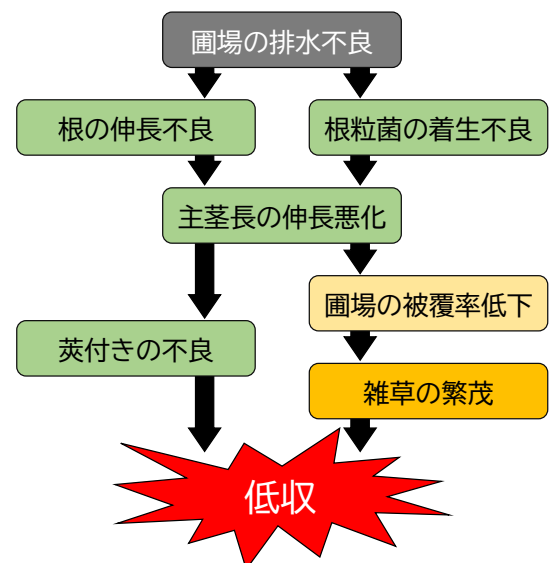 圃場の排水不良
根の伸長不良
根粒菌の着生不良
主茎長の伸長悪化
圃場の被覆率低下
莢付きの不良
雑草の繁茂
低収